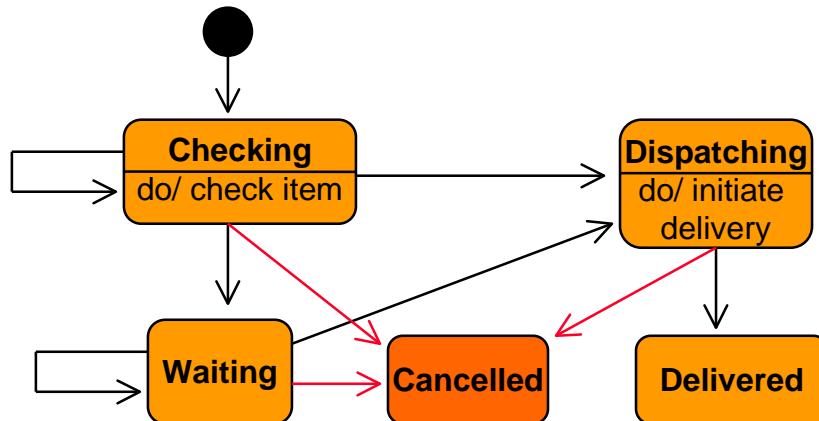 Checking
do/ check item
Dispatching
do/ initiate
delivery
Waiting
Cancelled
Delivered